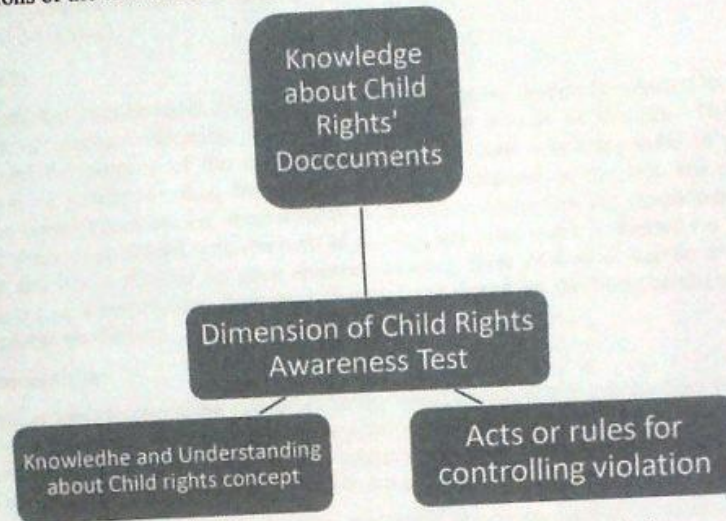 Knowledge
about Child
Rights'
Docccuments
Dimension of Child Rights
Awareness Test
Knowledhe and Understanding
about Child rights concept
Acts or rules for
controlling violation